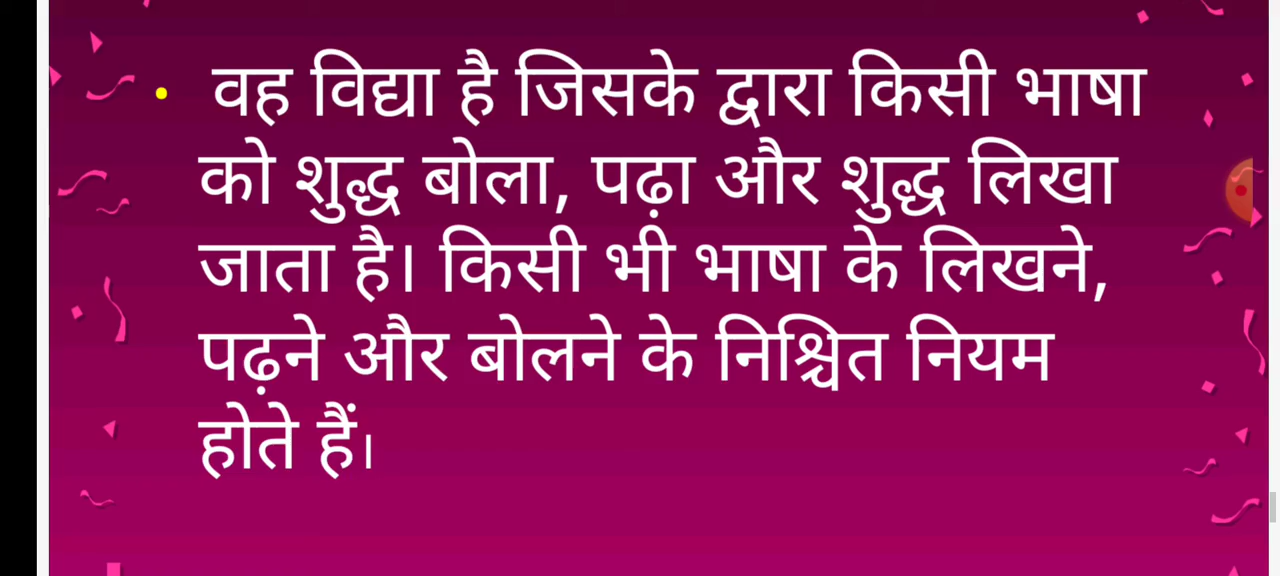 • वह विद्या है जिसके द्वारा किसी भाषा
को शुद्ध बोला, पढ़ा और शुद्ध लिखा
जाता है। किसी भी भाषा के लिखने,
पढ़ने और बोलने के निश्चित नियम
होते हैं।